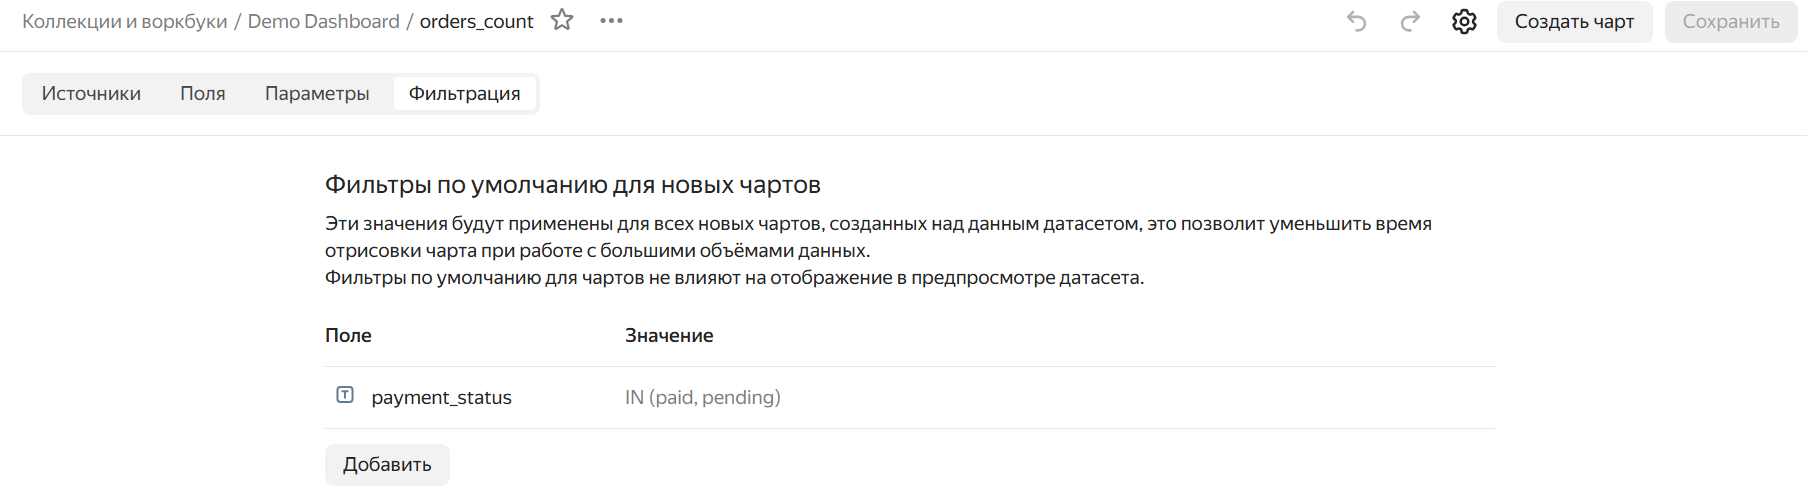 Коллекции и воркбуки / Demo Dashboard / orders_count
Создать чарт
Сохранить
Источники Поля Параметры Фильтрация
Фильтры по умолчанию для новых чартов
Эти значения будут применены для всех новых чартов, созданных над данным датасетом, это позволит уменьшить время
отрисовки чарта при работе с большими объёмами данных.
Фильтры по умолчанию для чартов не влияют на отображение в предпросмотре датасета.
Поле Значение
payment_status IN (paid, pending)
Добавить